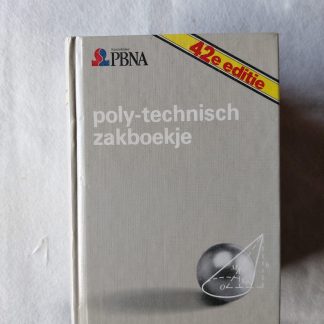 PBNA
42e editie
poly-technisch
zakboekje